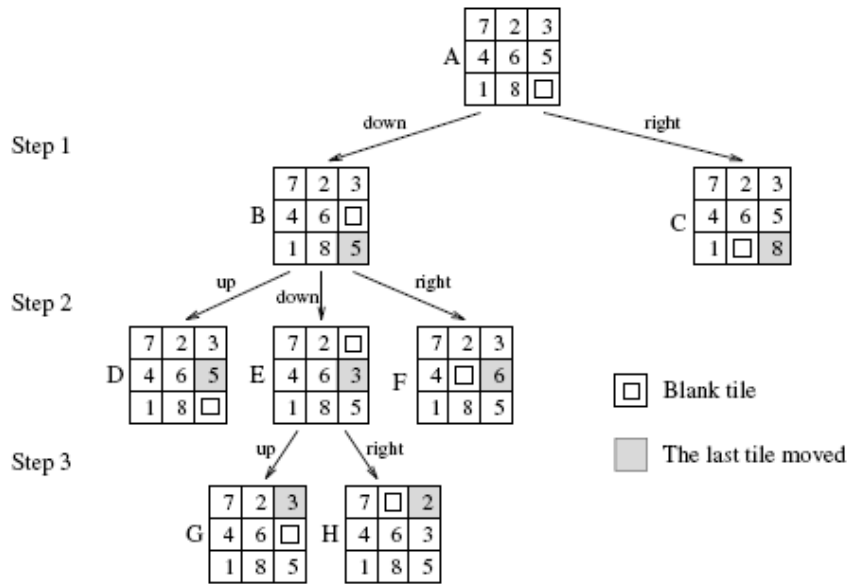 7 2 3
A 4 6 5
1 8
down right
Step 1
7 2 3 7 2 3
B 4 6 C 4 6 5
1 8 5 1 8
up down right
Step 2
7 2 3 7 2 7 2 3
D 4 6 5 E 4 6 3 F 4 6
1 8 1 8 5 1 8 5
Blank tile
up right
Step 3
The last tile moved
7 2 3 7 2
G 4 6 H 4 6 3
1 8 5 1 8 5